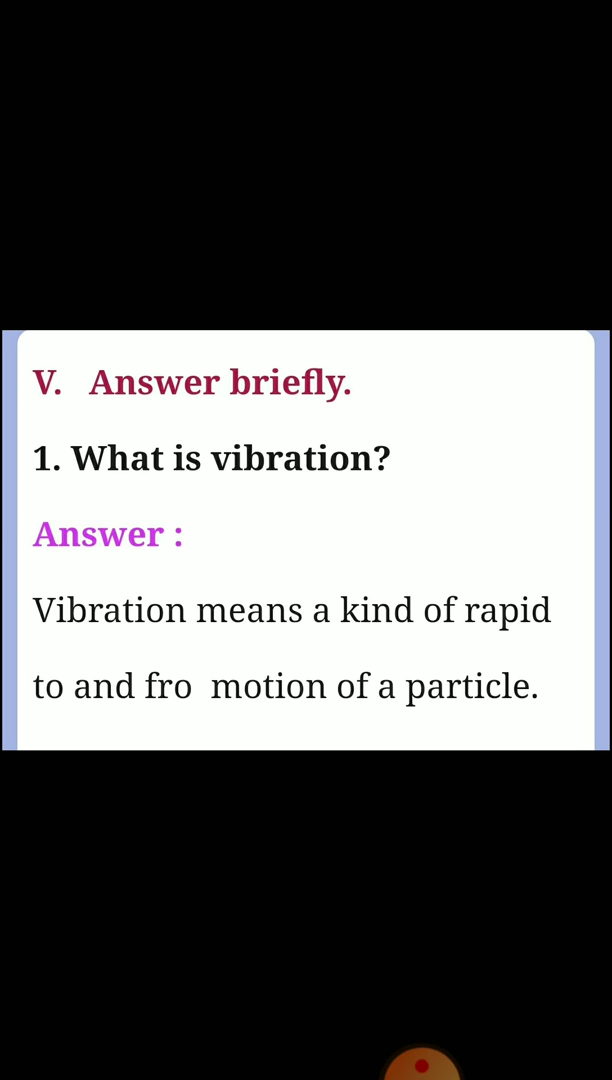 V. Answer briefly.
1. What is vibration?
Answer :
Vibration means a kind of rapid
to and fro motion of a particle.